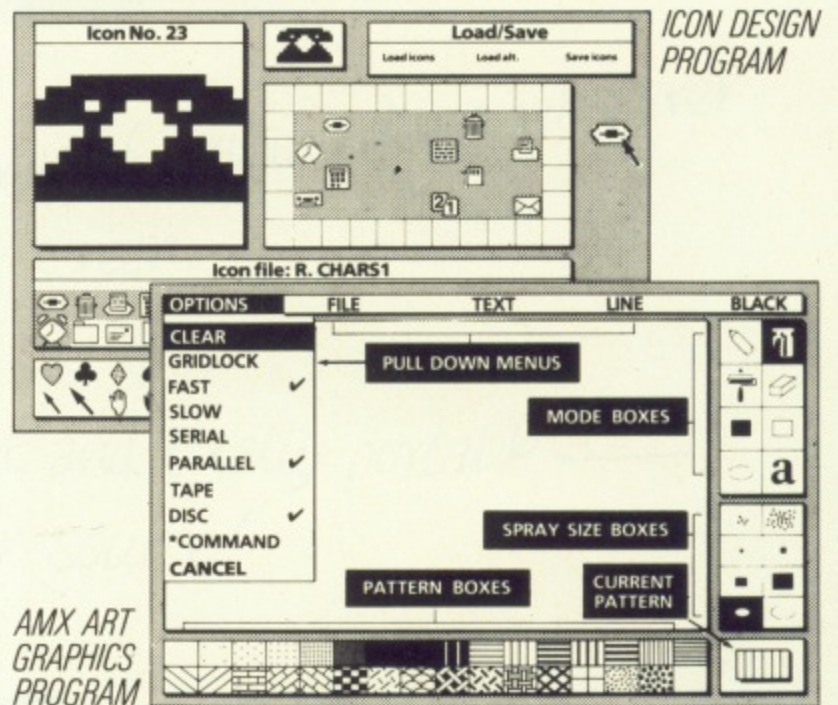 ICON DESIGN
PROGRAM
Icon No. 23
Load/Save
Load icons Load alt. Save icons
21
Icon file: R. CHARS1
OPTIONS FILE TEXT LINE BLACK
CLEAR
GRIDLOCK
FAST ✓
SLOW
SERIAL
PARALLEL ✓
TAPE
DISC ✓
*COMMAND
CANCEL
PULL DOWN MENUS
MODE BOXES
a
SPRAY SIZE BOXES
PATTERN BOXES
CURRENT
PATTERN
AMX ART
GRAPHICS
PROGRAM